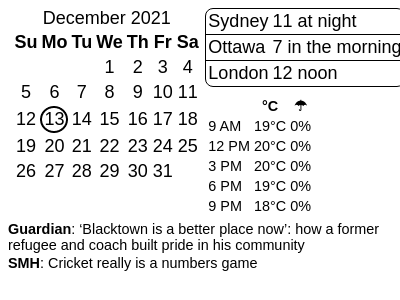 December 2021
Su Mo Tu We Th Fr Sa
1 2 3 4
5 6 7 8 9 10 11
12 13 14 15 16 17 18
19 20 21 22 23 24 25
26 27 28 29 30 31
Sydney 11 at night
Ottawa 7 in the morning
London 12 noon
°C ☂
9 AM 19°C 0%
12 PM 20°C 0%
3 PM 20°C 0%
6 PM 19°C 0%
9 PM 18°C 0%
Guardian: ‘Blacktown is a better place now’: how a former
refugee and coach built pride in his community
SMH: Cricket really is a numbers game